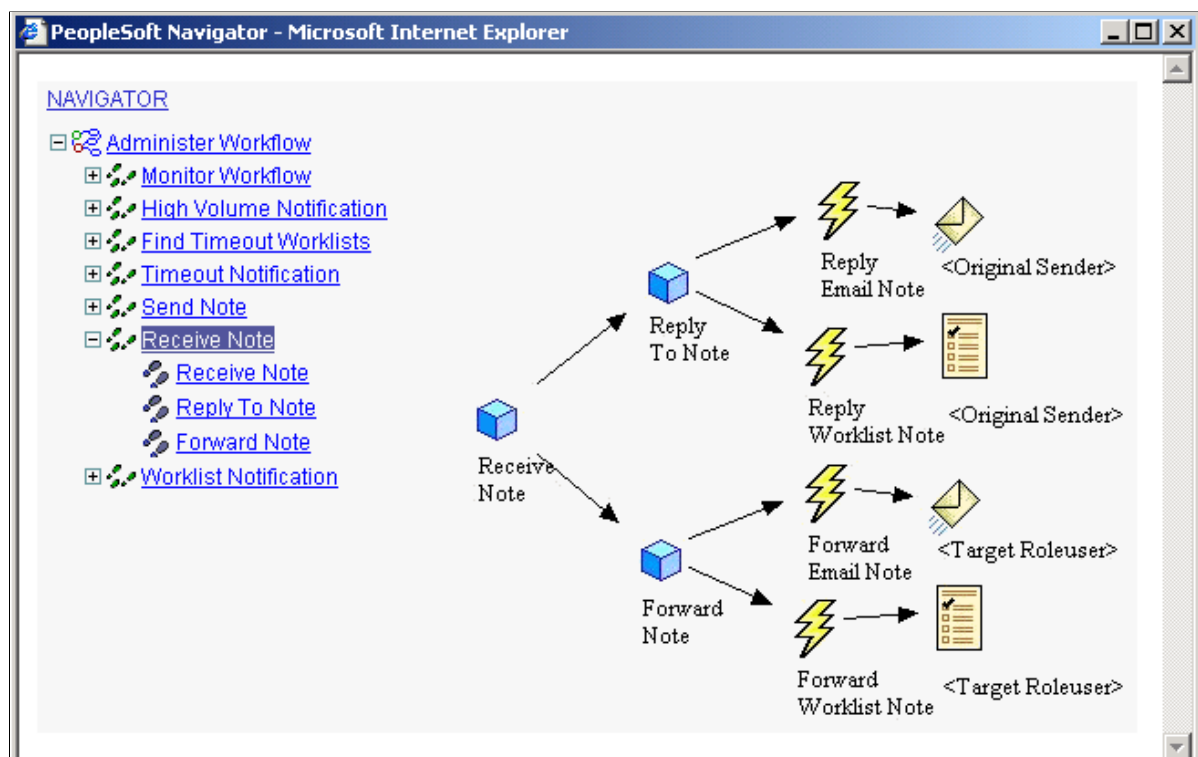 PeopleSoft Navigator - Microsoft Internet Explorer
NAVIGATOR
Administer Workflow
Monitor Workflow
High Volume Notification
Find Timeout Worklists
Timeout Notification
Send Note
Receive Note
Receive Note
Reply To Note
Forward Note
Worklist Notification
Receive
Note
Reply
To Note
Reply
Email Note
<Original Sender>
Reply
Worklist Note
<Original Sender>
Forward
Note
Forward
Email Note
<Target Roleuser>
Forward
Worklist Note
<Target Roleuser>